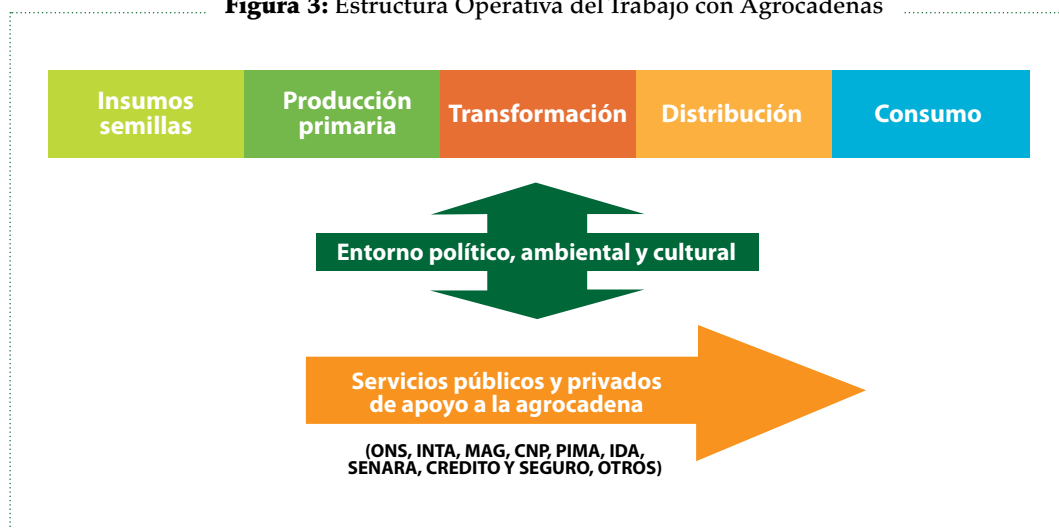 Figura 3: Estructura Operativa del Trabajo con Agrocadenas
Insumos
semillas
Producción
primaria
Transformación
Distribución
Consumo
Entorno político, ambiental y cultural
Servicios públicos y privados
de apoyo a la agrocadena
(ONS, INTA, MAG, CNP, PIMA, IDA,
SENARA, CREDITO Y SEGURO, OTROS)